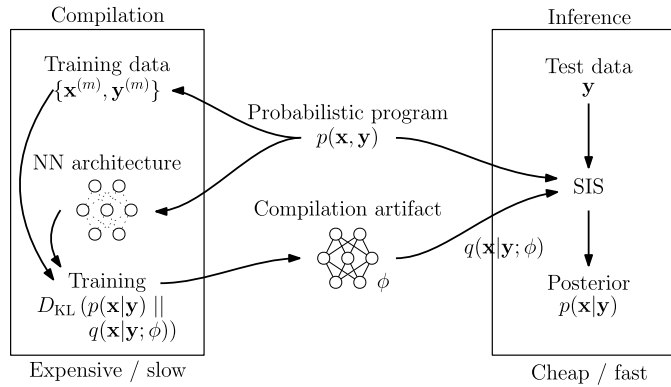 Compilation
Training data
{x^(m), y^(m)}
NN architecture
Training
D_KL (p(x|y) ||
q(x|y; ϕ))
Expensive / slow
Probabilistic program
p(x, y)
Compilation artifact
ϕ
q(x|y; ϕ)
Inference
Test data
y
SIS
Posterior
p(x|y)
Cheap / fast